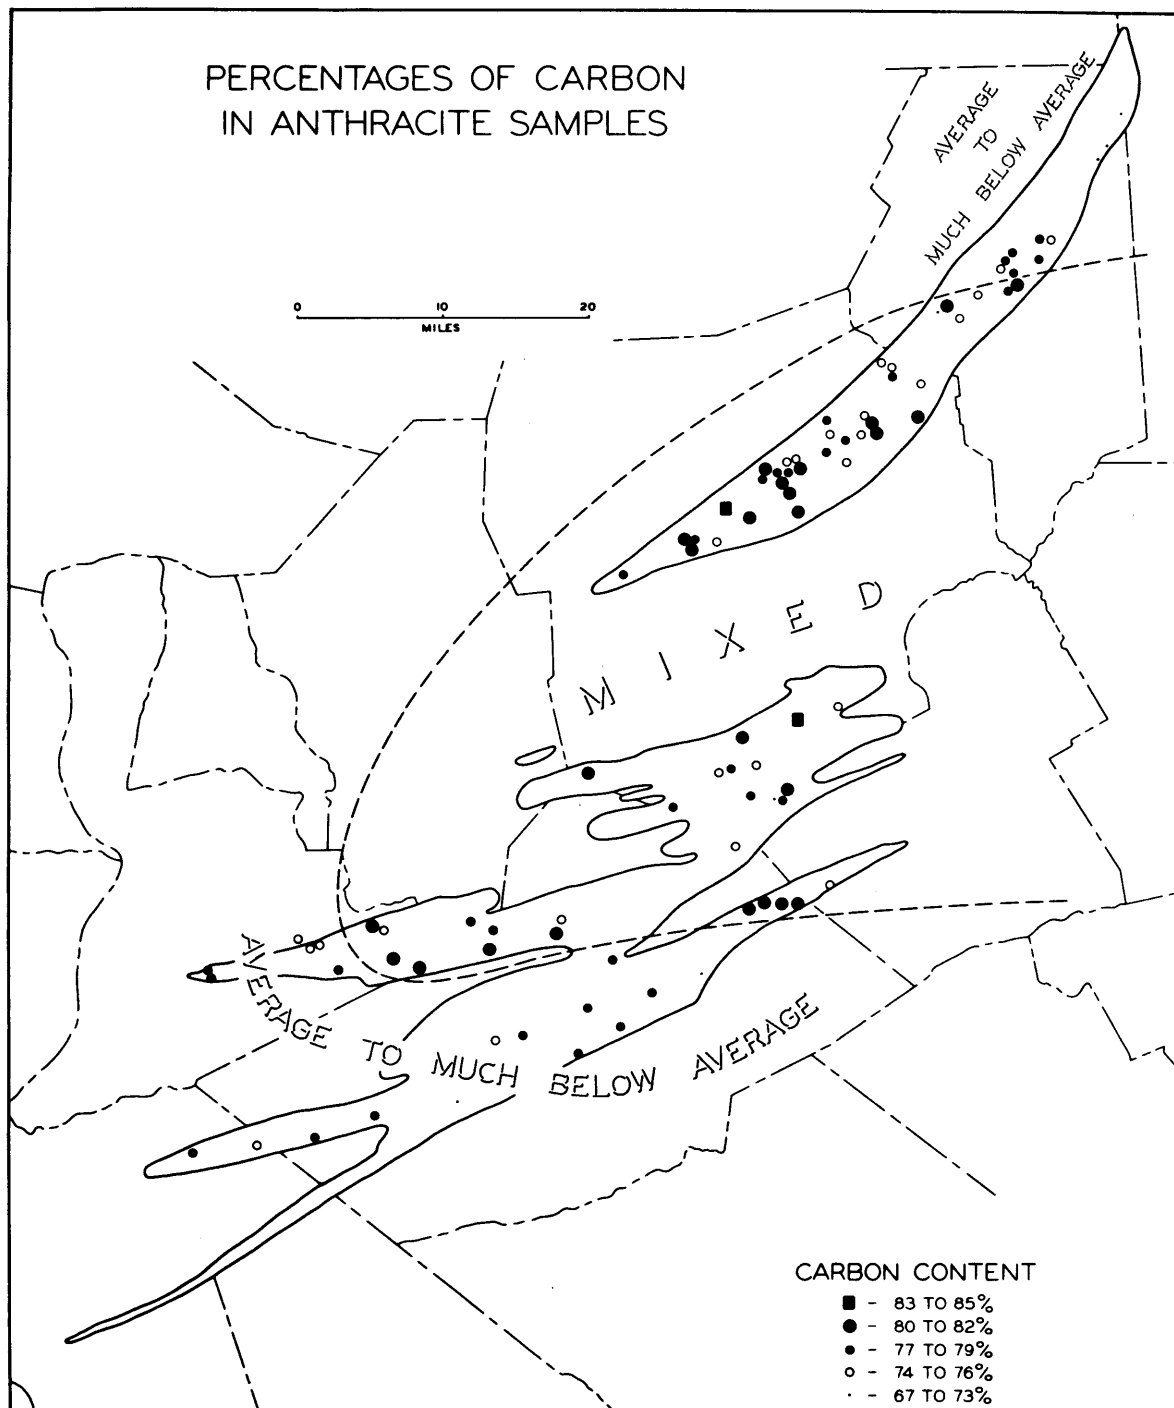 PERCENTAGES OF CARBON
IN ANTHRACITE SAMPLES
AVERAGE
TO
MUCH BELOW AVERAGE
0 10 20
MILES
MIXED
AVERAGE TO MUCH BELOW AVERAGE
CARBON CONTENT
- 83 TO 85%
- 80 TO 82%
- 77 TO 79%
- 74 TO 76%
- 67 TO 73%